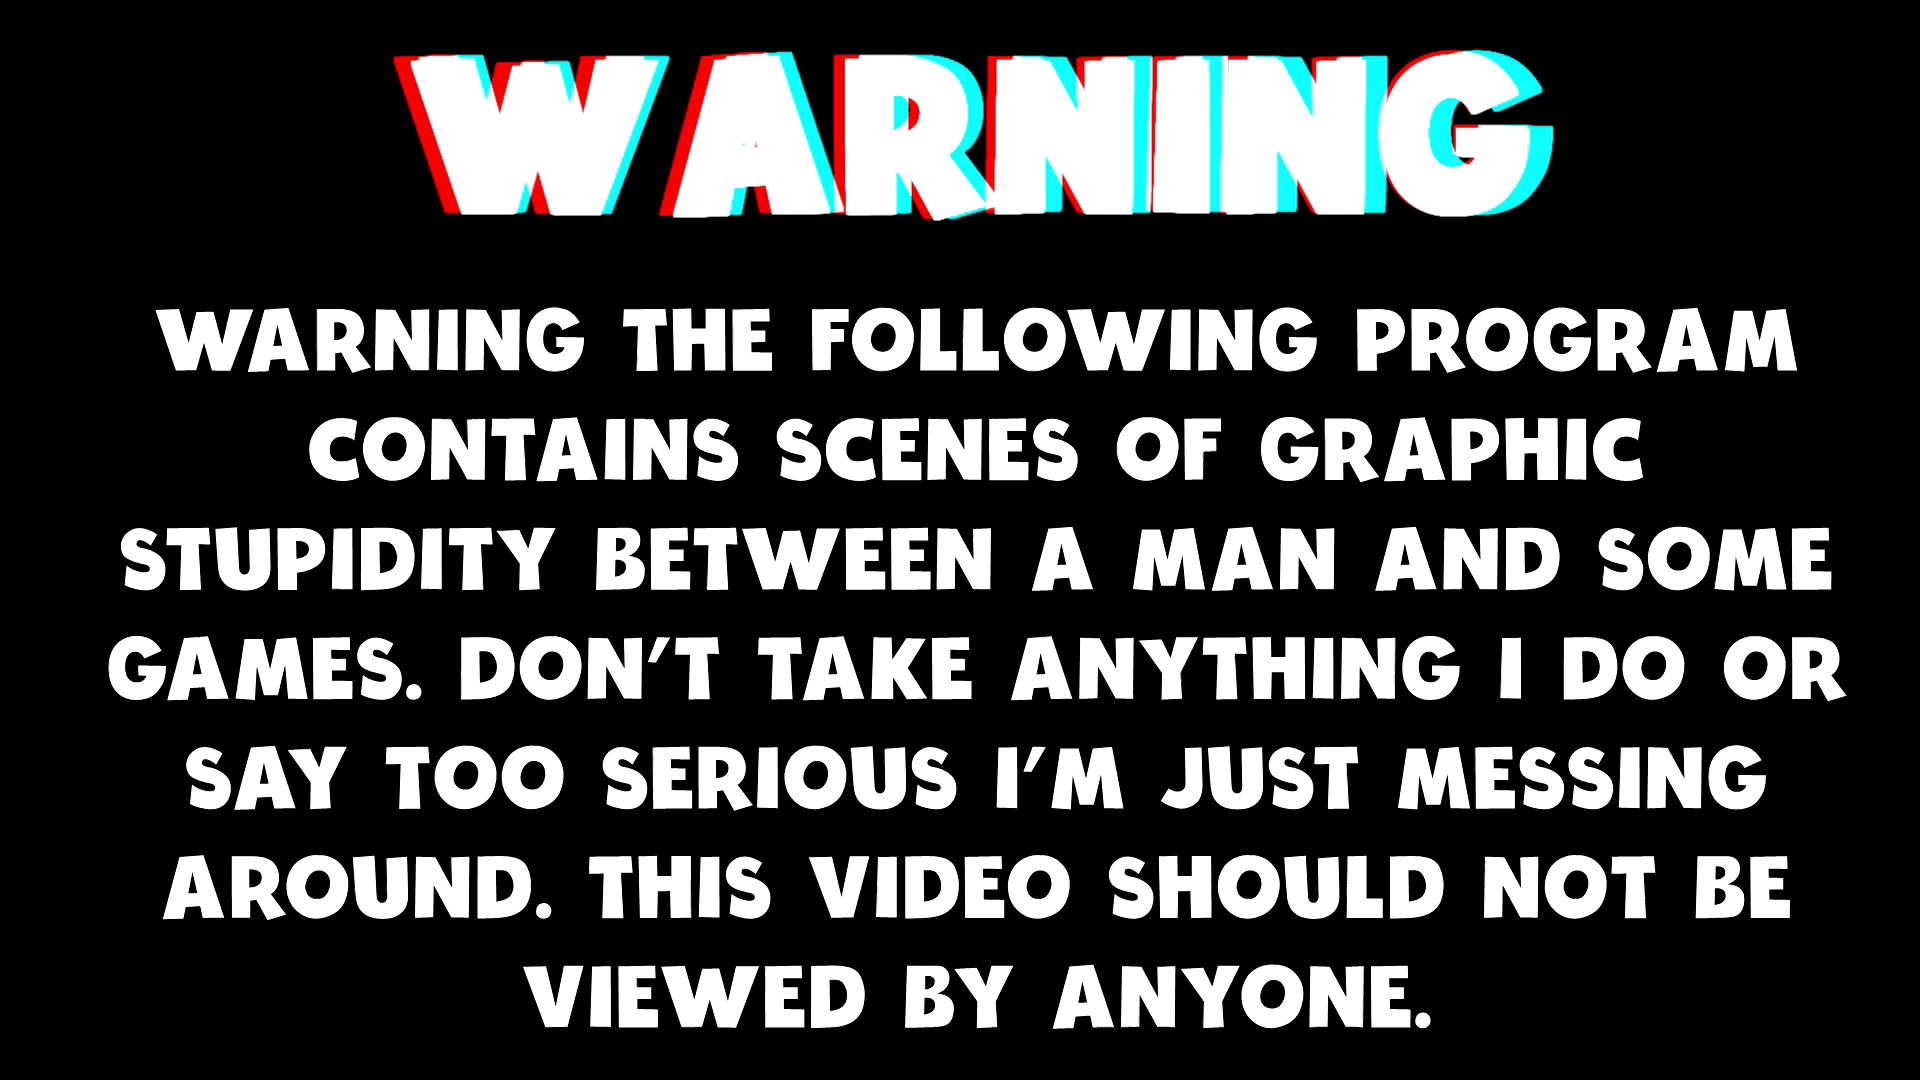 WARNING
WARNING THE FOLLOWING PROGRAM
CONTAINS SCENES OF GRAPHIC
STUPIDITY BETWEEN A MAN AND SOME
GAMES. DON'T TAKE ANYTHING I DO OR
SAY TOO SERIOUS I'M JUST MESSING
AROUND. THIS VIDEO SHOULD NOT BE
VIEWED BY ANYONE.